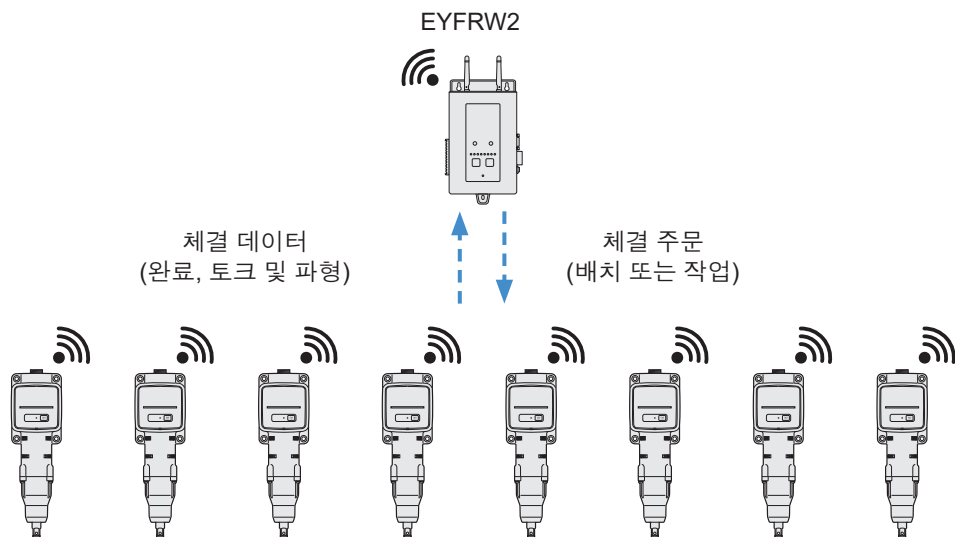 EYFRW2
체결 데이터
(완료, 토크 및 파형)
체결 주문
(배치 또는 작업)